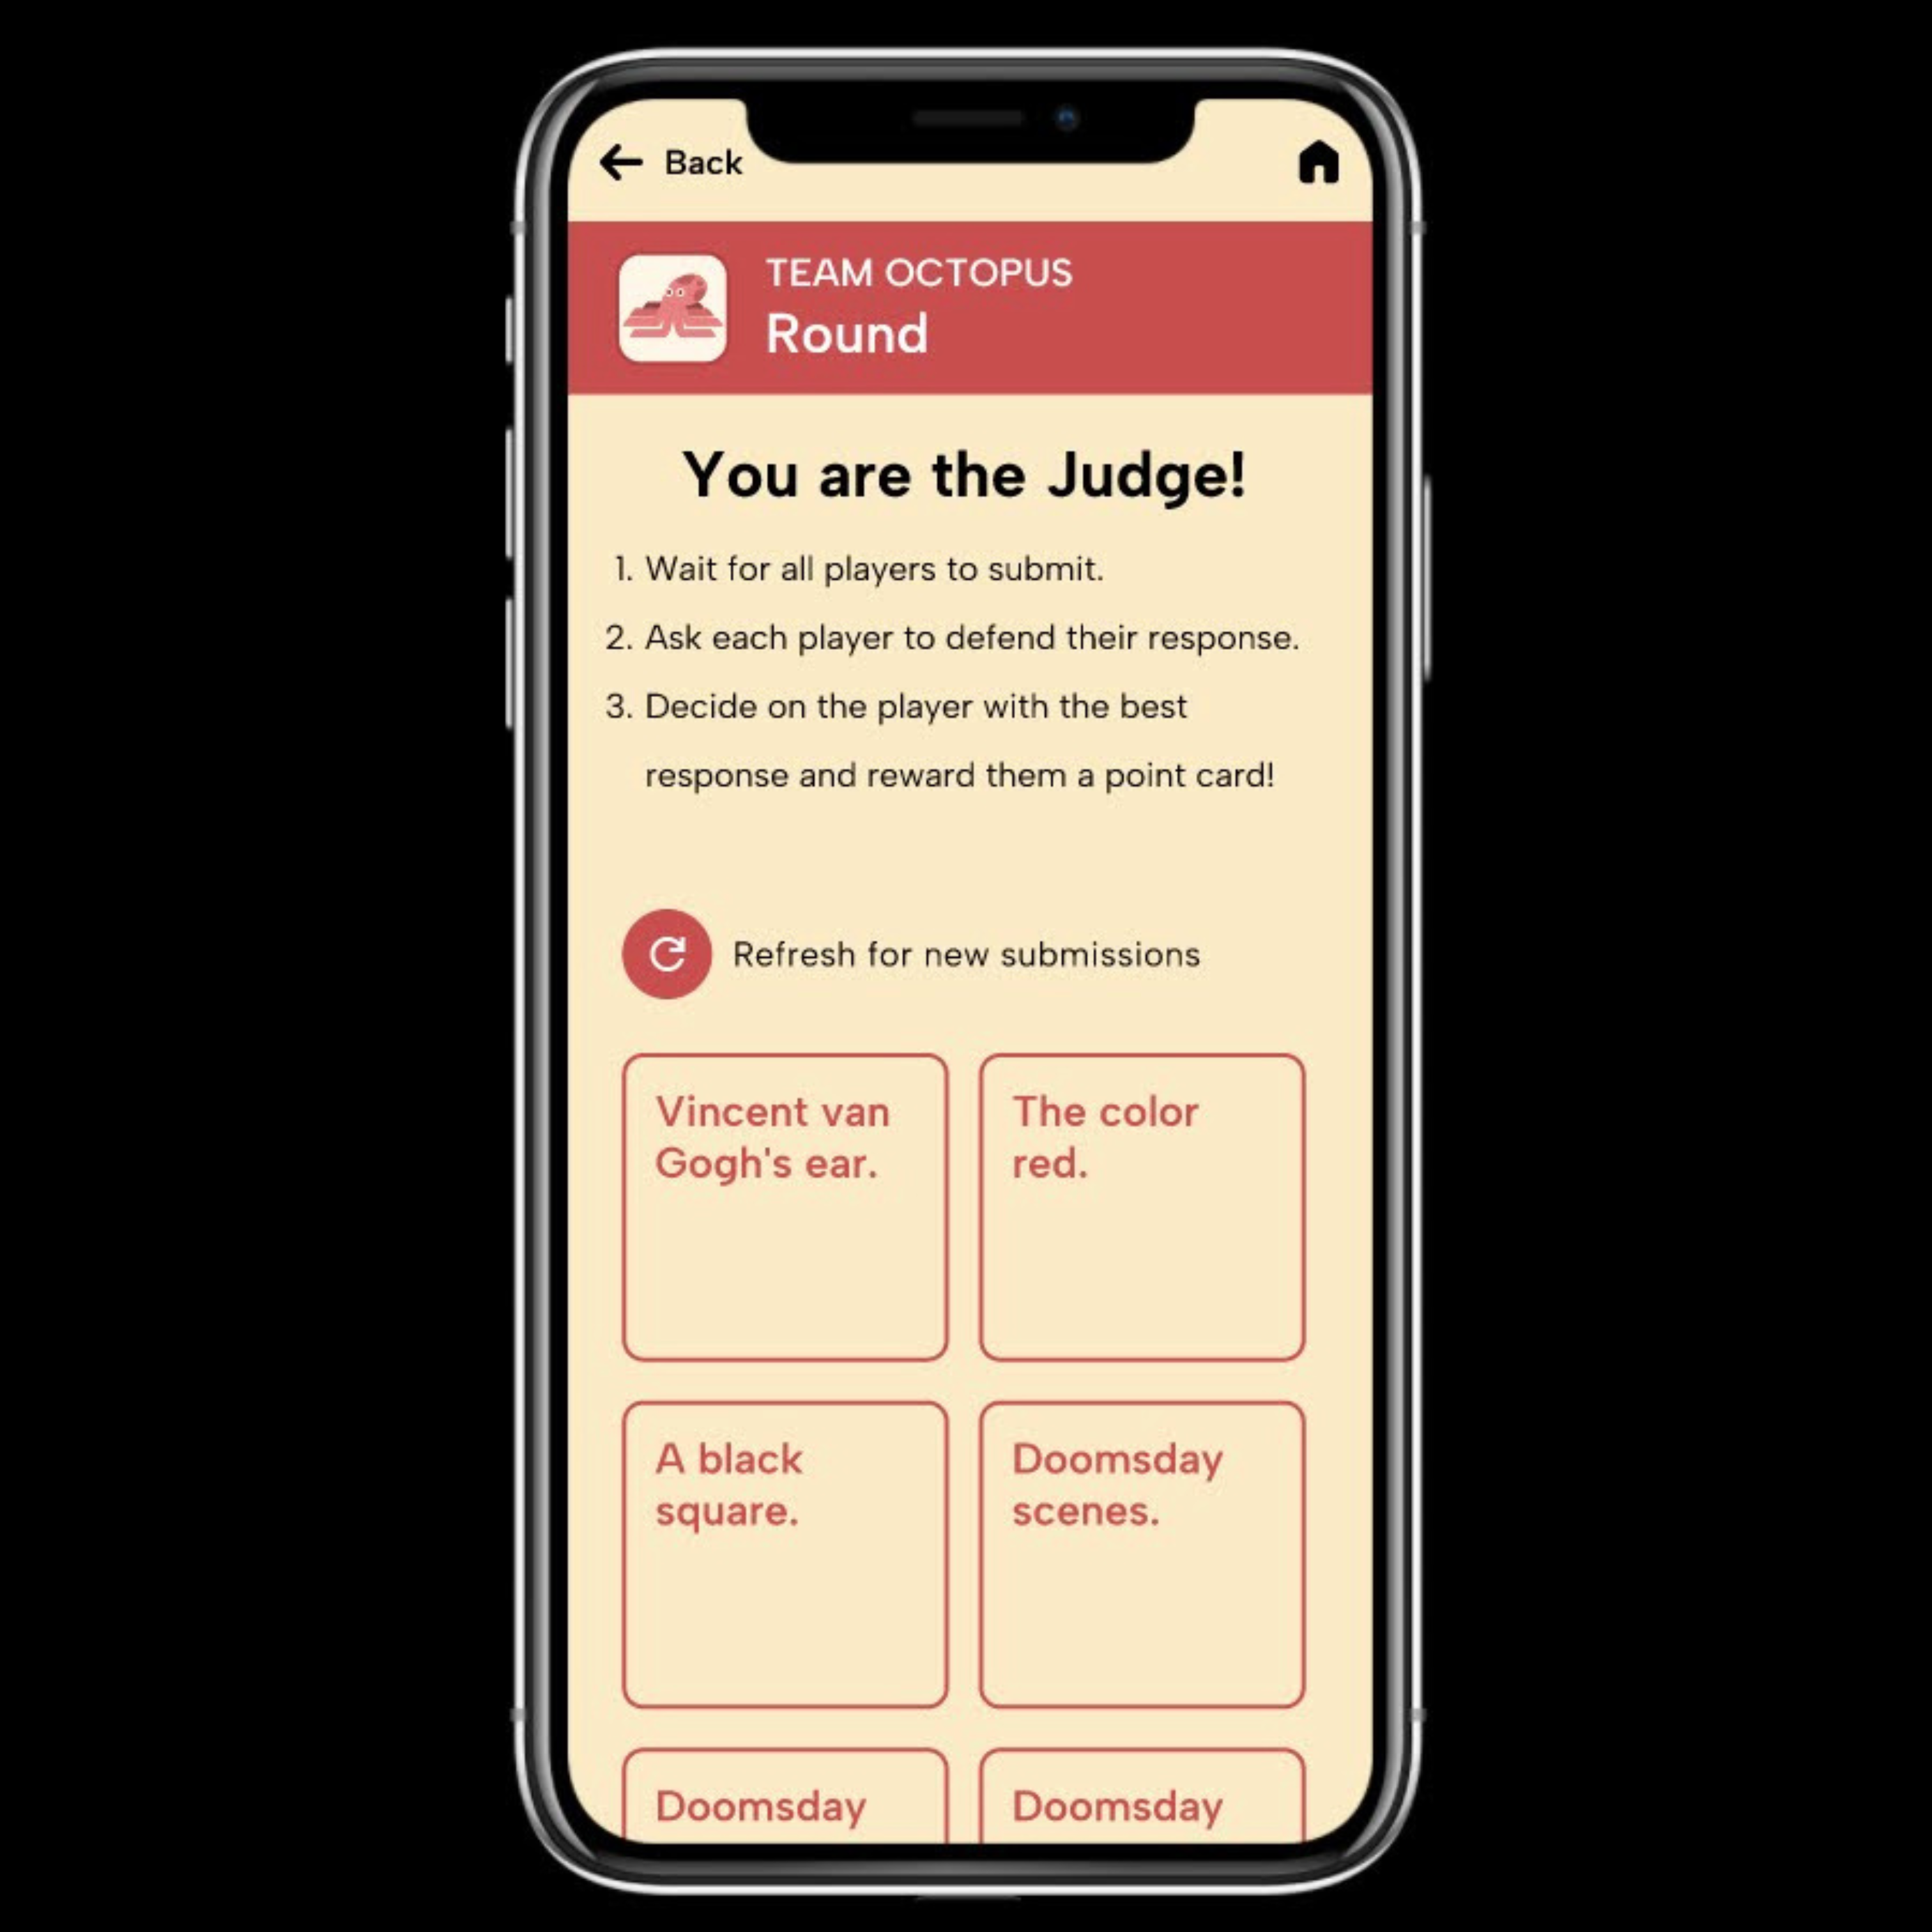 Back
TEAM OCTOPUS
Round
You are the Judge!
1. Wait for all players to submit.
2. Ask each player to defend their response.
3. Decide on the player with the best
response and reward them a point card!
Refresh for new submissions
Vincent van
Gogh's ear.
The color
red.
A black
square.
Doomsday
scenes.
Doomsday
Doomsday